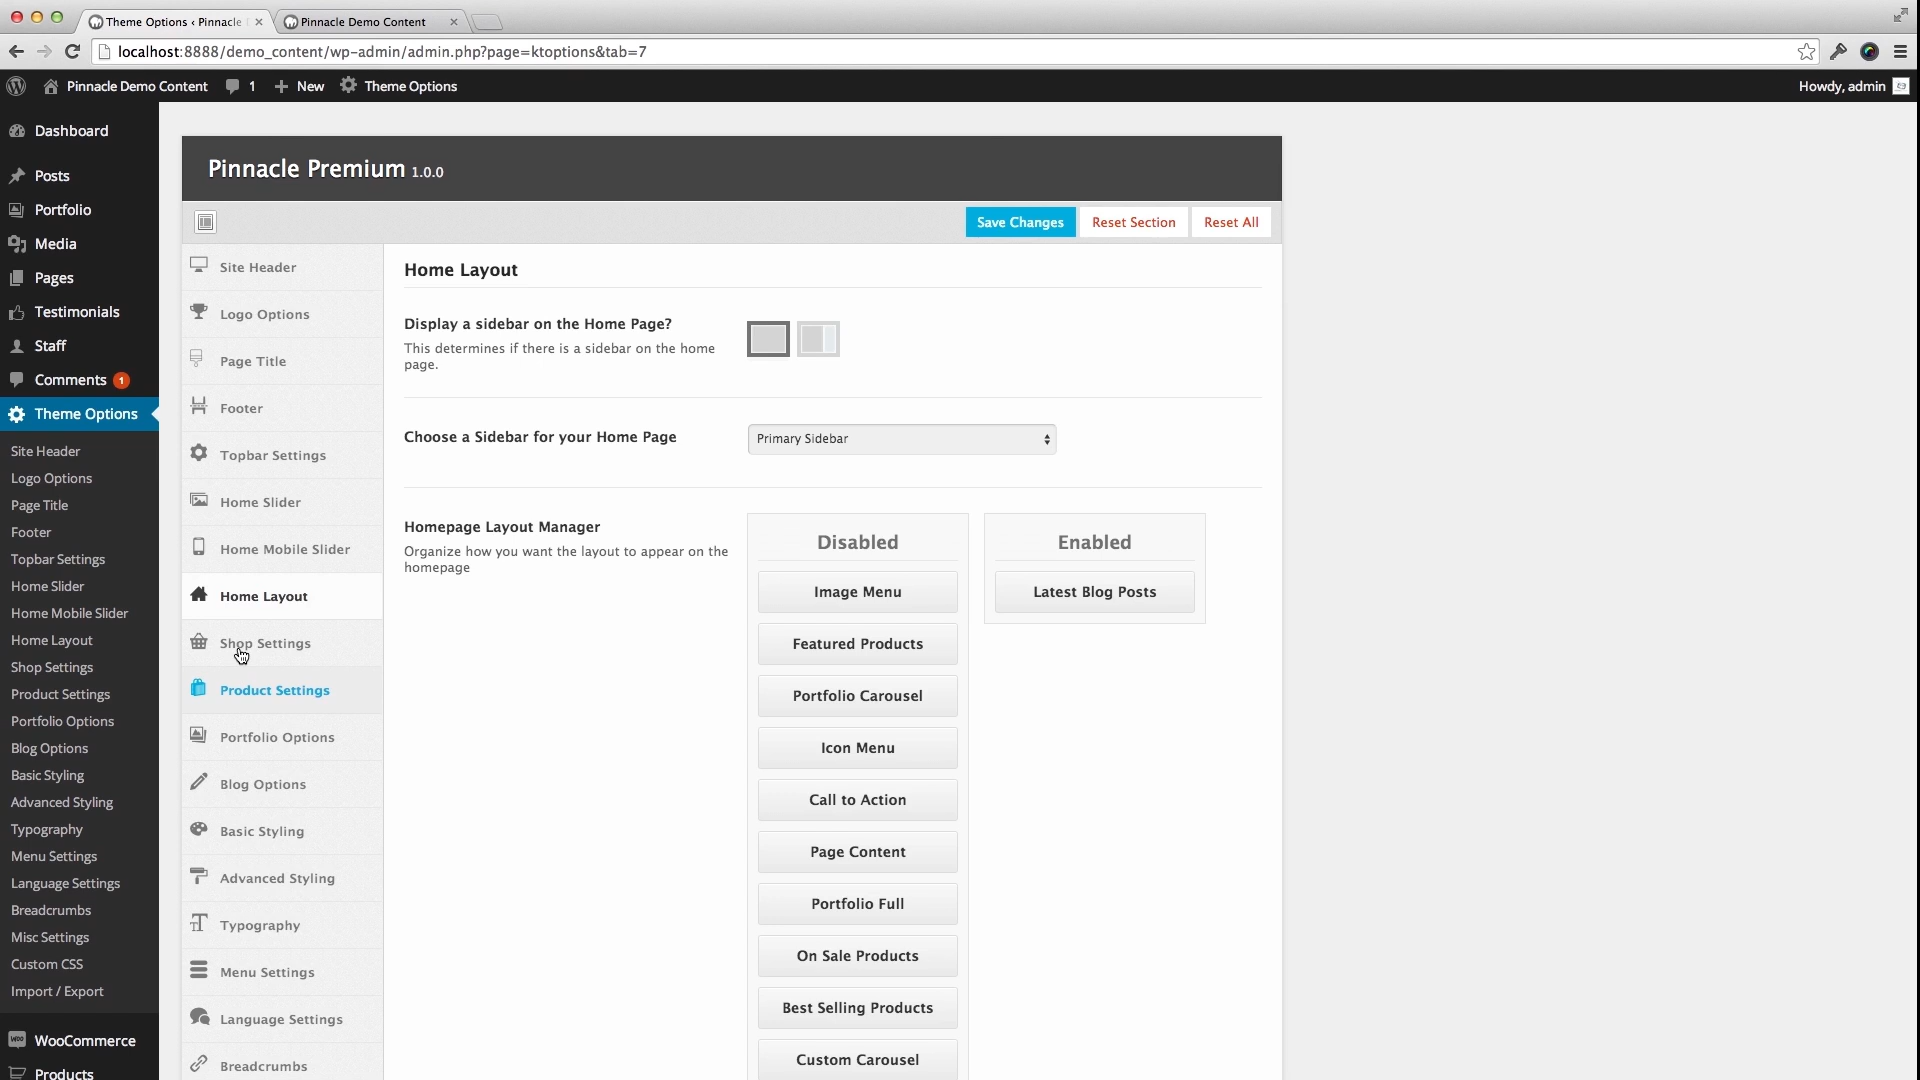 Theme Options ‹ Pinnacle
Pinnacle Demo Content
localhost:8888/demo_content/wp-admin/admin.php?page=ktoptions&tab=7
Pinnacle Demo Content
1
New
Theme Options
Howdy, admin
Dashboard
Posts
Portfolio
Media
Pages
Testimonials
Staff
Comments 1
Theme Options
Site Header
Logo Options
Page Title
Footer
Topbar Settings
Home Slider
Home Mobile Slider
Home Layout
Shop Settings
Product Settings
Portfolio Options
Blog Options
Basic Styling
Advanced Styling
Typography
Menu Settings
Language Settings
Breadcrumbs
Misc Settings
Custom CSS
Import / Export
WooCommerce
Products
Pinnacle Premium 1.0.0
Save Changes
Reset Section
Reset All
Site Header
Logo Options
Page Title
Footer
Topbar Settings
Home Slider
Home Mobile Slider
Home Layout
Shop Settings
Product Settings
Portfolio Options
Blog Options
Basic Styling
Advanced Styling
Typography
Menu Settings
Language Settings
Breadcrumbs
Home Layout
Display a sidebar on the Home Page?
This determines if there is a sidebar on the home
page.
Choose a Sidebar for your Home Page
Primary Sidebar
Homepage Layout Manager
Organize how you want the layout to appear on the
homepage
Disabled
Image Menu
Featured Products
Portfolio Carousel
Icon Menu
Call to Action
Page Content
Portfolio Full
On Sale Products
Best Selling Products
Custom Carousel
Enabled
Latest Blog Posts